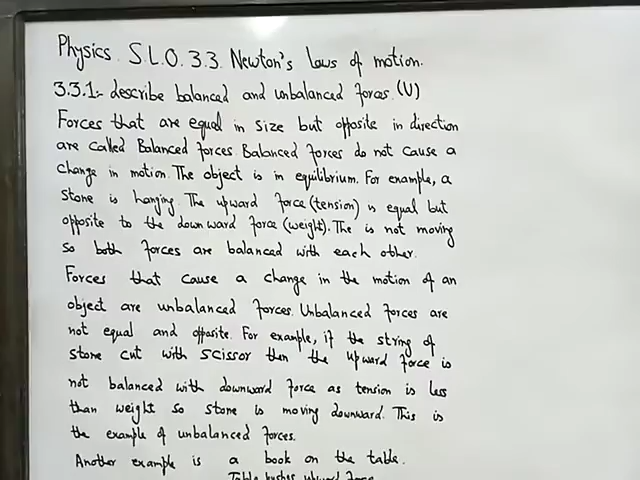 Physics S.L.O. 3.3. Newton's laws of motion.
3.3.1:- describe balanced and unbalanced forces. (U)
Forces that are equal in size but opposite in direction
are called Balanced forces. Balanced forces do not cause a
change in motion. The object is in equilibrium. For example, a
stone is hanging. The upward force (tension) is equal but
opposite to the downward force (weight). The is not moving
so both forces are balanced with each other.
Forces that cause a change in the motion of an
object are unbalanced forces. Unbalanced forces are
not equal and opposite. For example, if the string of
stone cut with scissor then the upward force is
not balanced with downward force as tension is less
than weight so stone is moving downward. This is
the example of unbalanced forces.
Another example is a book on the table.
Table pushes upward force